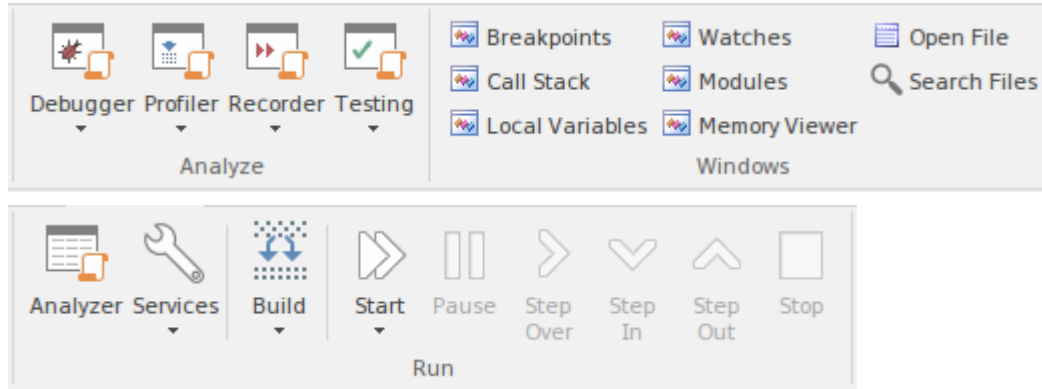 Debugger Profiler Recorder Testing
Analyze
Breakpoints Watches Open File
Call Stack Modules Search Files
Local Variables Memory Viewer
Windows
Analyzer Services Build Start Pause Step Over Step In Step Out Stop
Run